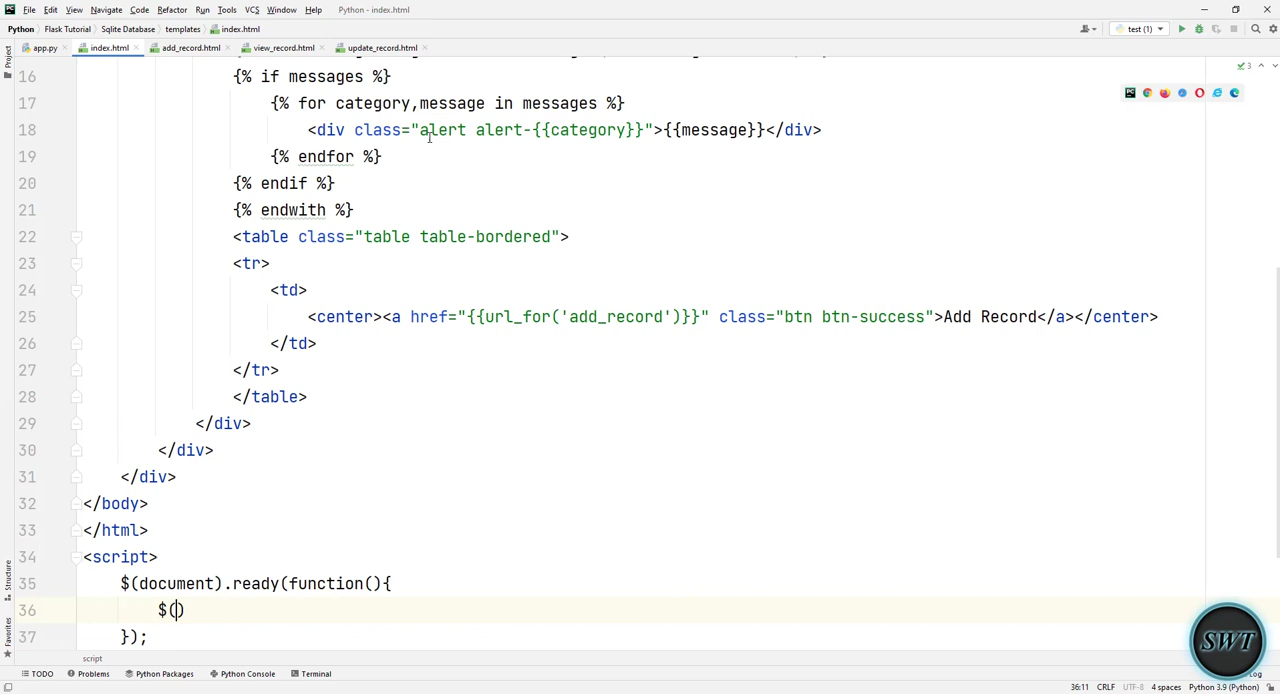 File Edit View Navigate Code Refactor Run Tools VCS Window Help Python - index.html
Python Flask Tutorial Sqlite Database templates index.html test (1)
app.py index.html add_record.html view_record.html update_record.html
Project
3
16 {% if messages %}
17 {% for category,message in messages %}
18 <div class="alert alert-{{category}}">{{message}}</div>
19 {% endfor %}
20 {% endif %}
21 {% endwith %}
22 <table class="table table-bordered">
23 <tr>
24 <td>
25 <center><a href="{{url_for('add_record')}}" class="btn btn-success">Add Record</a></center>
26 </td>
27 </tr>
28 </table>
29 </div>
30 </div>
31 </div>
32 </body>
33 </html>
34 <script>
35 $(document).ready(function(){
36 $()
37 });
Structure
Favorites
SWT
script
TODO Problems Python Packages Python Console Terminal
36:11 CRLF UTF-8 4 spaces Python 3.9 (Python)